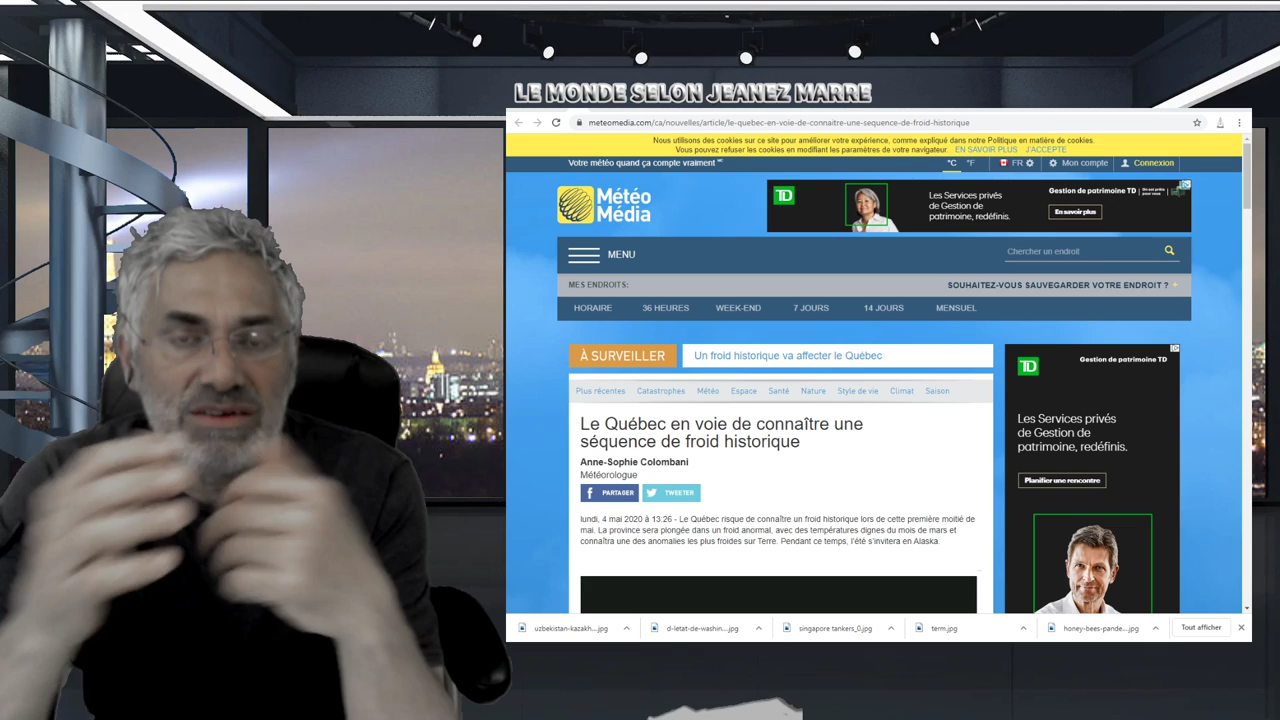 LE MONDE SELON JEANEZ MARRE
meteomedia.com/ca/nouvelles/article/le-quebec-en-voie-de-connaitre-une-sequence-de-froid-historique
Nous utilisons des cookies sur ce site pour améliorer votre expérience, comme expliqué dans notre Politique en matière de cookies.
Vous pouvez refuser les cookies en modifiant les paramètres de votre navigateur. EN SAVOIR PLUS J'ACCEPTE
Votre météo quand ça compte vraiment MC
°C °F FR Mon compte Connexion
Météo
Média
TD
Les Services privés
de Gestion de
patrimoine, redéfinis.
Gestion de patrimoine TD
En savoir plus
MENU
Chercher un endroit
MES ENDROITS:
SOUHAITEZ-VOUS SAUVEGARDER VOTRE ENDROIT ? +
HORAIRE 36 HEURES WEEK-END 7 JOURS 14 JOURS MENSUEL
À SURVEILLER Un froid historique va affecter le Québec
Plus récentes Catastrophes Météo Espace Santé Nature Style de vie Climat Saison
Le Québec en voie de connaître une
séquence de froid historique
Anne-Sophie Colombani
Météorologue
PARTAGER TWEETER
lundi, 4 mai 2020 à 13:26 - Le Québec risque de connaître un froid historique lors de cette première moitié de
mai. La province sera plongée dans un froid anormal, avec des températures dignes du mois de mars et
connaîtra une des anomalies les plus froides sur Terre. Pendant ce temps, l'été s'invitera en Alaska.
TD
Gestion de patrimoine TD
Les Services privés
de Gestion de
patrimoine, redéfinis.
Planifier une rencontre
uzbekistan-kazakh....jpg d-letat-de-washin....jpg singapore tankers_0.jpg term.jpg honey-bees-pande....jpg Tout afficher